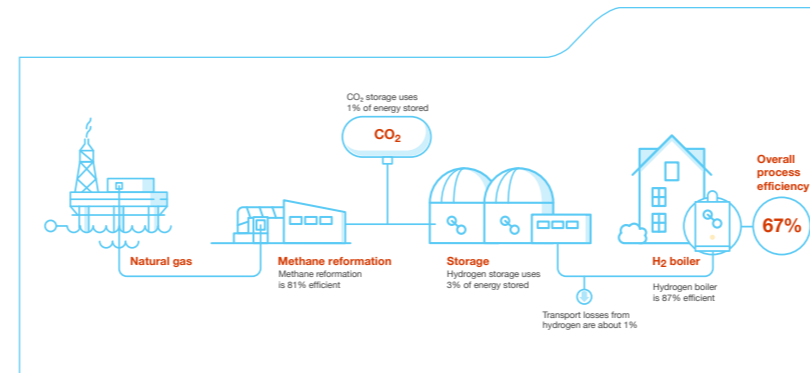 CO₂ storage uses
1% of energy stored
CO₂
Overall
process
efficiency
67%
Natural gas
Methane reformation
Methane reformation
is 81% efficient
Storage
Hydrogen storage uses
3% of energy stored
H₂ boiler
Hydrogen boiler
is 87% efficient
Transport losses from
hydrogen are about 1%